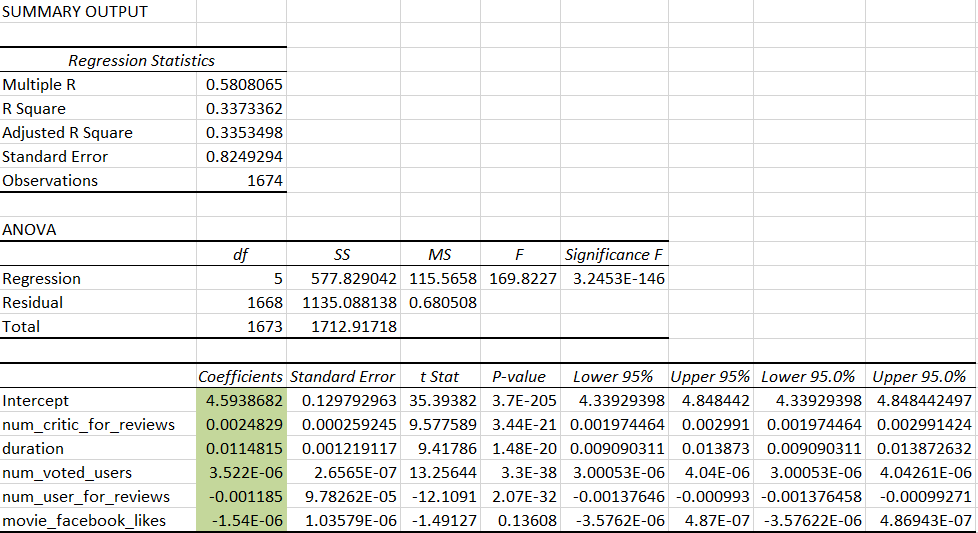 SUMMARY OUTPUT
Regression Statistics
Multiple R 0.5808065
R Square 0.3373362
Adjusted R Square 0.3353498
Standard Error 0.8249294
Observations 1674
ANOVA
df SS MS F Significance F
Regression 5 577.829042 115.5658 169.8227 3.2453E-146
Residual 1668 1135.088138 0.680508
Total 1673 1712.91718
Coefficients Standard Error t Stat P-value Lower 95% Upper 95% Lower 95.0% Upper 95.0%
Intercept 4.5938682 0.129792963 35.39382 3.7E-205 4.33929398 4.848442 4.33929398 4.848442497
num_critic_for_reviews 0.0024829 0.000259245 9.577589 3.44E-21 0.001974464 0.002991 0.001974464 0.002991424
duration 0.0114815 0.001219117 9.41786 1.48E-20 0.009090311 0.013873 0.009090311 0.013872632
num_voted_users 3.522E-06 2.6565E-07 13.25644 3.3E-38 3.00053E-06 4.04E-06 3.00053E-06 4.04261E-06
num_user_for_reviews -0.001185 9.78262E-05 -12.1091 2.07E-32 -0.00137646 -0.000993 -0.001376458 -0.00099271
movie_facebook_likes -1.54E-06 1.03579E-06 -1.49127 0.13608 -3.5762E-06 4.87E-07 -3.57622E-06 4.86943E-07